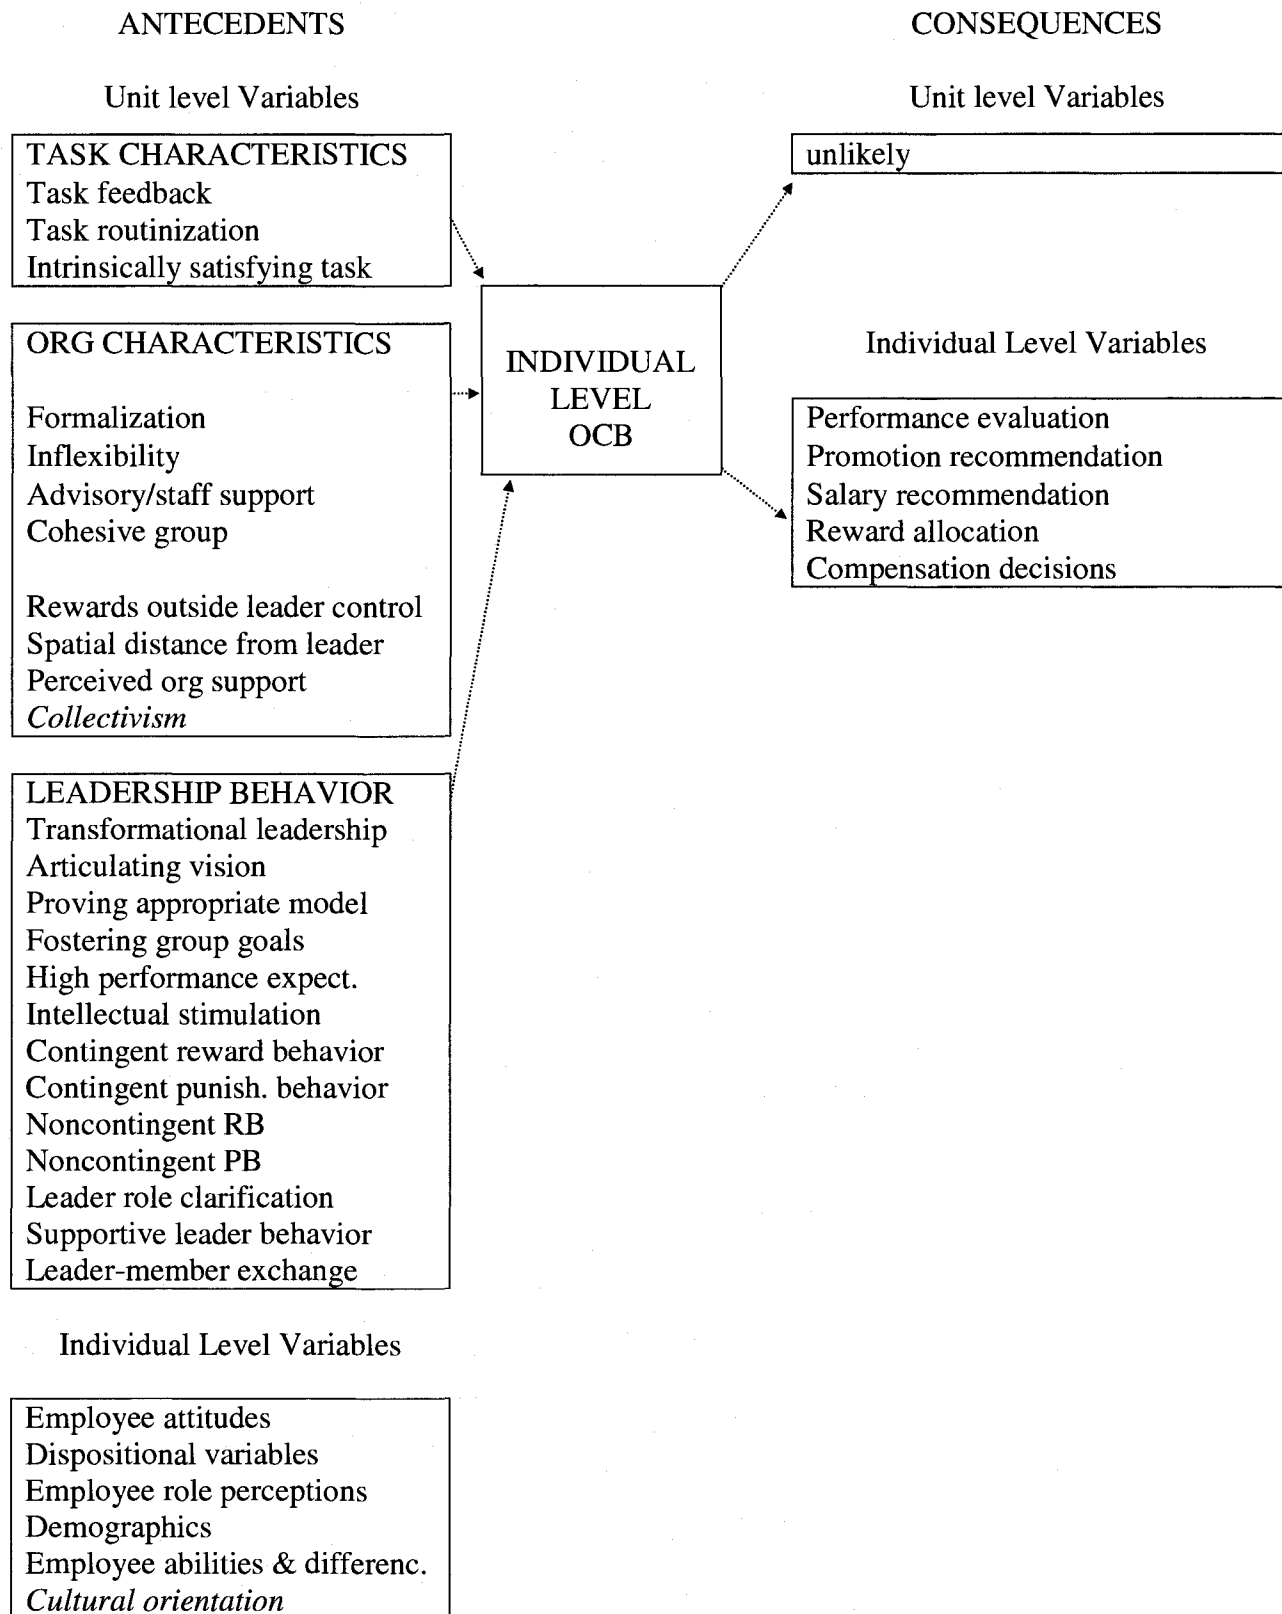 ANTECEDENTS
Unit level Variables
TASK CHARACTERISTICS
Task feedback
Task routinization
Intrinsically satisfying task
ORG CHARACTERISTICS
Formalization
Inflexibility
Advisory/staff support
Cohesive group
Rewards outside leader control
Spatial distance from leader
Perceived org support
Collectivism
LEADERSHIP BEHAVIOR
Transformational leadership
Articulating vision
Proving appropriate model
Fostering group goals
High performance expect.
Intellectual stimulation
Contingent reward behavior
Contingent punish. behavior
Noncontingent RB
Noncontingent PB
Leader role clarification
Supportive leader behavior
Leader-member exchange
Individual Level Variables
Employee attitudes
Dispositional variables
Employee role perceptions
Demographics
Employee abilities & differenc.
Cultural orientation
INDIVIDUAL
LEVEL
OCB
CONSEQUENCES
Unit level Variables
unlikely
Individual Level Variables
Performance evaluation
Promotion recommendation
Salary recommendation
Reward allocation
Compensation decisions